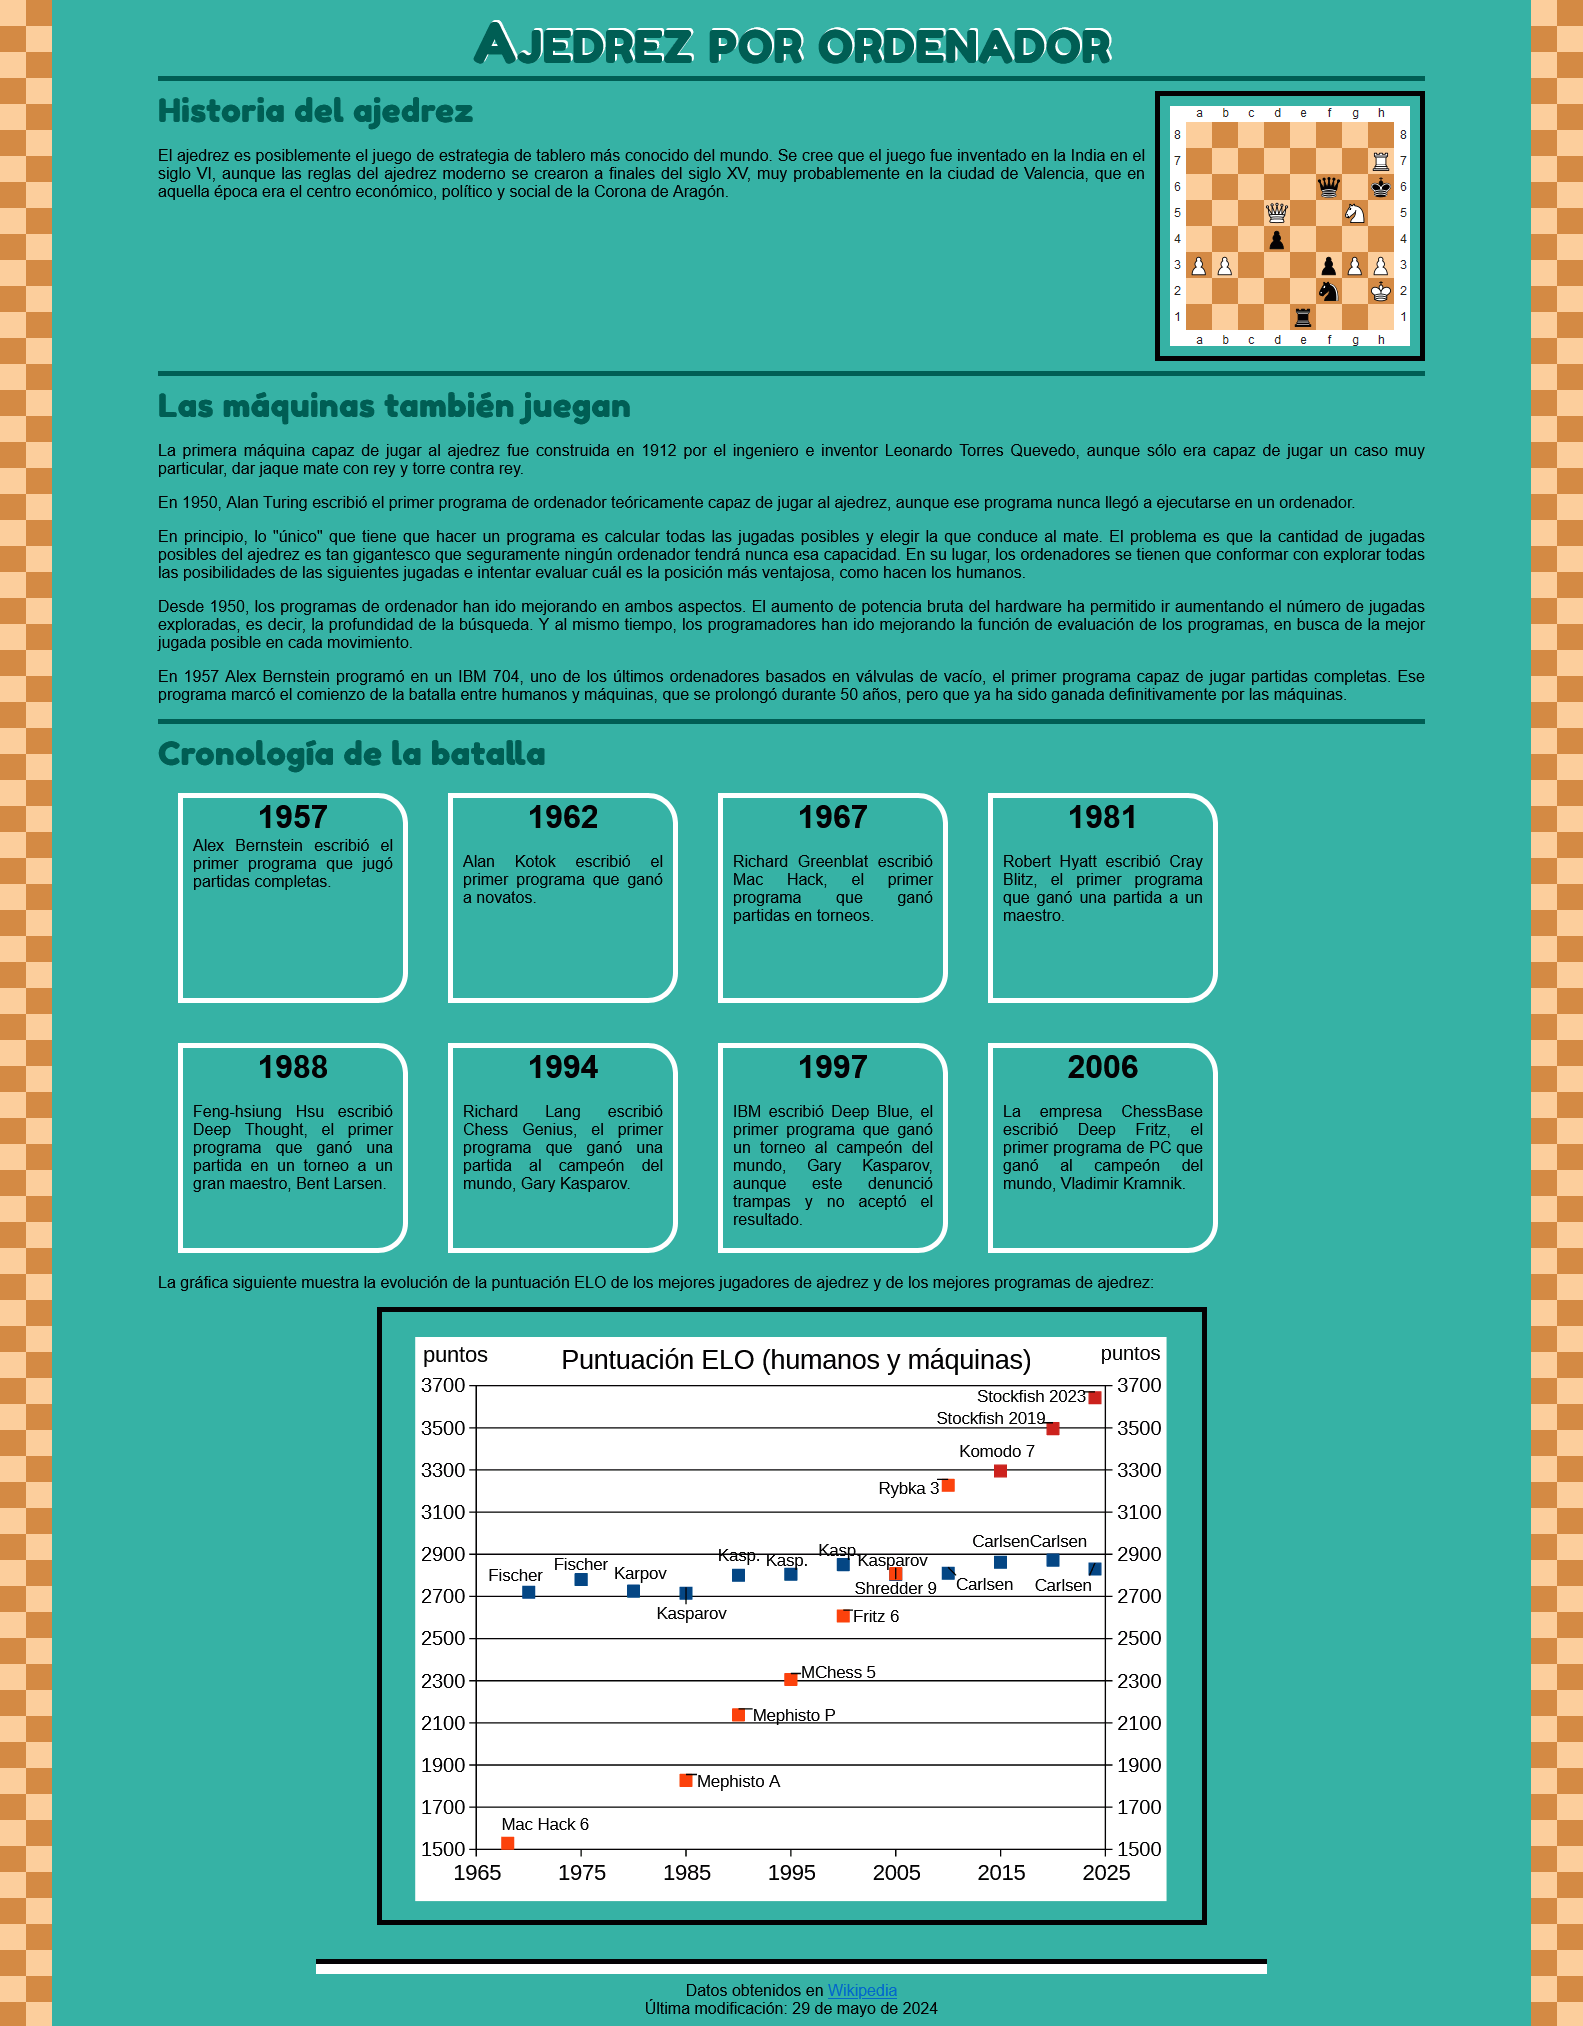 Ajedrez por ordenador
Historia del ajedrez
El ajedrez es posiblemente el juego de estrategia de tablero más conocido del mundo. Se cree que el juego fue inventado en la India en el
siglo VI, aunque las reglas del ajedrez moderno se crearon a finales del siglo XV, muy probablemente en la ciudad de Valencia, que en
aquella época era el centro económico, político y social de la Corona de Aragón.
a b c d e f g h
8 8
7 7
6 6
5 5
4 4
3 3
2 2
1 1
a b c d e f g h
Las máquinas también juegan
La primera máquina capaz de jugar al ajedrez fue construida en 1912 por el ingeniero e inventor Leonardo Torres Quevedo, aunque sólo era capaz de jugar un caso muy
particular, dar jaque mate con rey y torre contra rey.
En 1950, Alan Turing escribió el primer programa de ordenador teóricamente capaz de jugar al ajedrez, aunque ese programa nunca llegó a ejecutarse en un ordenador.
En principio, lo "único" que tiene que hacer un programa es calcular todas las jugadas posibles y elegir la que conduce al mate. El problema es que la cantidad de jugadas
posibles del ajedrez es tan gigantesco que seguramente ningún ordenador tendrá nunca esa capacidad. En su lugar, los ordenadores se tienen que conformar con explorar todas
las posibilidades de las siguientes jugadas e intentar evaluar cuál es la posición más ventajosa, como hacen los humanos.
Desde 1950, los programas de ordenador han ido mejorando en ambos aspectos. El aumento de potencia bruta del hardware ha permitido ir aumentando el número de jugadas
exploradas, es decir, la profundidad de la búsqueda. Y al mismo tiempo, los programadores han ido mejorando la función de evaluación de los programas, en busca de la mejor
jugada posible en cada movimiento.
En 1957 Alex Bernstein programó en un IBM 704, uno de los últimos ordenadores basados en válvulas de vacío, el primer programa capaz de jugar partidas completas. Ese
programa marcó el comienzo de la batalla entre humanos y máquinas, que se prolongó durante 50 años, pero que ya ha sido ganada definitivamente por las máquinas.
Cronología de la batalla
1957
Alex Bernstein escribió el
primer programa que jugó
partidas completas.
1962
Alan Kotok escribió el
primer programa que ganó
a novatos.
1967
Richard Greenblat escribió
Mac Hack, el primer
programa que ganó
partidas en torneos.
1981
Robert Hyatt escribió Cray
Blitz, el primer programa
que ganó una partida a un
maestro.
1988
Feng-hsiung Hsu escribió
Deep Thought, el primer
programa que ganó una
partida en un torneo a un
gran maestro, Bent Larsen.
1994
Richard Lang escribió
Chess Genius, el primer
programa que ganó una
partida al campeón del
mundo, Gary Kasparov.
1997
IBM escribió Deep Blue, el
primer programa que ganó
un torneo al campeón del
mundo, Gary Kasparov,
aunque este denunció
trampas y no aceptó el
resultado.
2006
La empresa ChessBase
escribió Deep Fritz, el
primer programa de PC que
ganó al campeón del
mundo, Vladimir Kramnik.
La gráfica siguiente muestra la evolución de la puntuación ELO de los mejores jugadores de ajedrez y de los mejores programas de ajedrez:
puntos Puntuación ELO (humanos y máquinas) puntos
3700 3700
Stockfish 2023
Stockfish 2019
3500 3500
Komodo 7
3300 3300
Rybka 3
3100 3100
Carlsen Carlsen
2900 2900
Kasp. Kasp. Kasp. Kasparov
Fischer Fischer Karpov
Shredder 9 Carlsen Carlsen
2700 2700
Kasparov Fritz 6
2500 2500
MChess 5
2300 2300
Mephisto P
2100 2100
1900 1900
Mephisto A
1700 1700
Mac Hack 6
1500 1500
1965 1975 1985 1995 2005 2015 2025
Datos obtenidos en Wikipedia
Última modificación: 29 de mayo de 2024